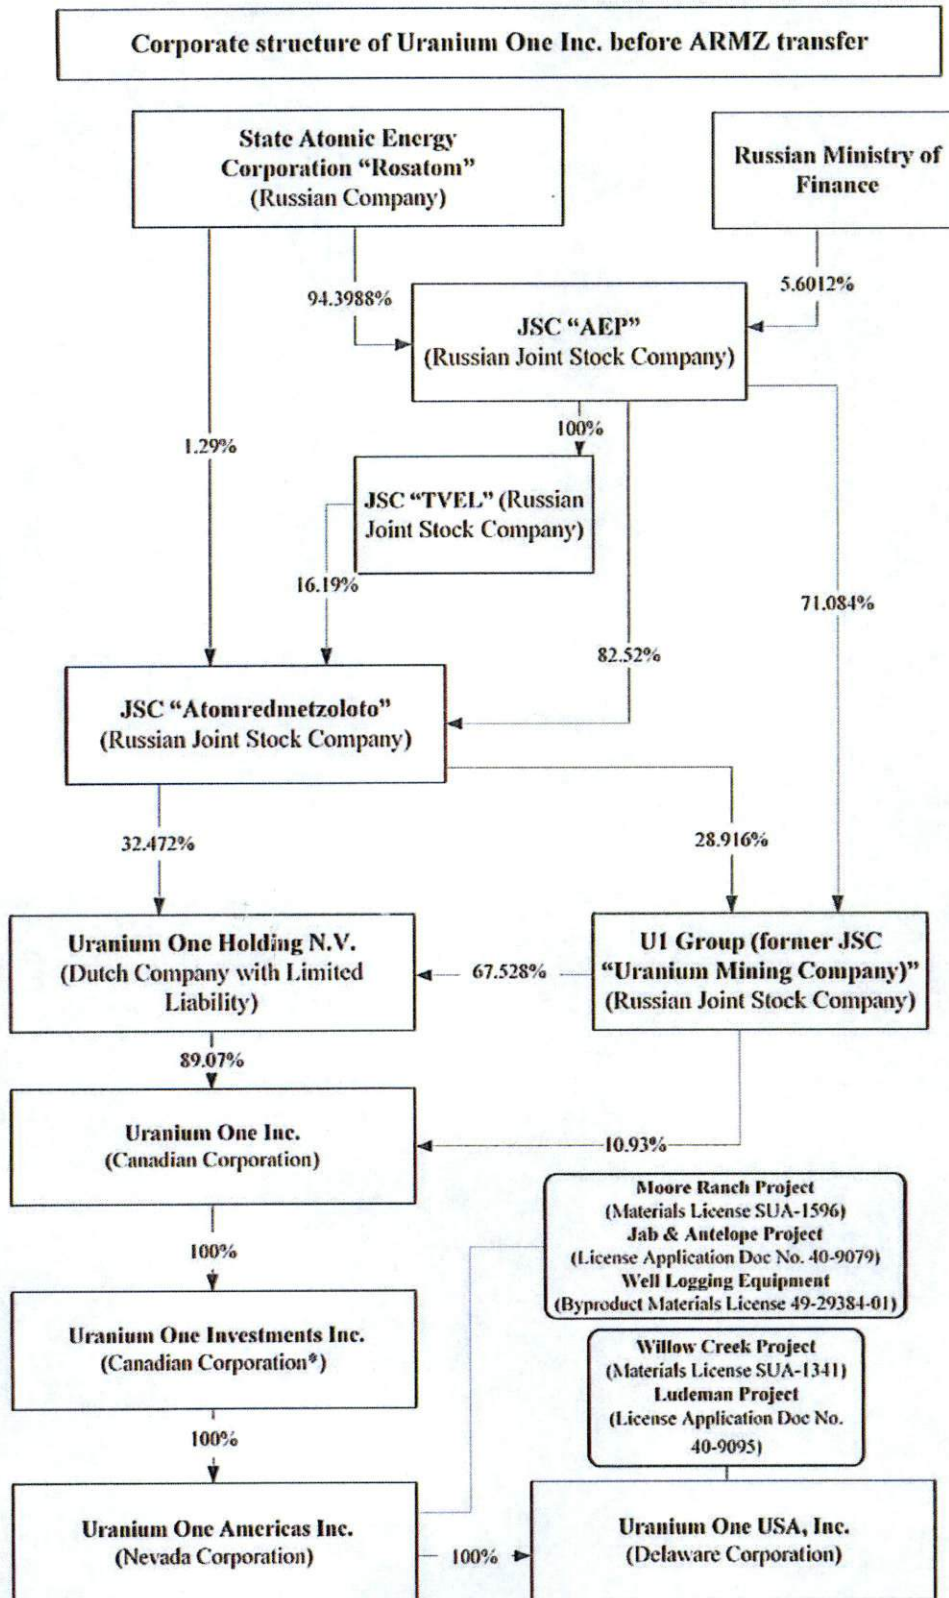 Corporate structure of Uranium One Inc. before ARMZ transfer
State Atomic Energy
Corporation “Rosatom”
(Russian Company)
Russian Ministry of
Finance
94.3988%
5.6012%
JSC “AEP”
(Russian Joint Stock Company)
1.29%
100%
JSC “TVEL” (Russian
Joint Stock Company)
16.19%
71.084%
82.52%
JSC “Atomredmetzoloto”
(Russian Joint Stock Company)
32.472%
28.916%
Uranium One Holding N.V.
(Dutch Company with Limited
Liability)
67.528%
U1 Group (former JSC
“Uranium Mining Company)”
(Russian Joint Stock Company)
89.07%
Uranium One Inc.
(Canadian Corporation)
10.93%
Moore Ranch Project
(Materials License SUA-1596)
Jab & Antelope Project
(License Application Doc No. 40-9079)
Well Logging Equipment
(Byproduct Materials License 49-29384-01)
100%
Uranium One Investments Inc.
(Canadian Corporation*)
Willow Creek Project
(Materials License SUA-1341)
Ludeman Project
(License Application Doc No.
40-9095)
100%
Uranium One Americas Inc.
(Nevada Corporation)
100%
Uranium One USA, Inc.
(Delaware Corporation)